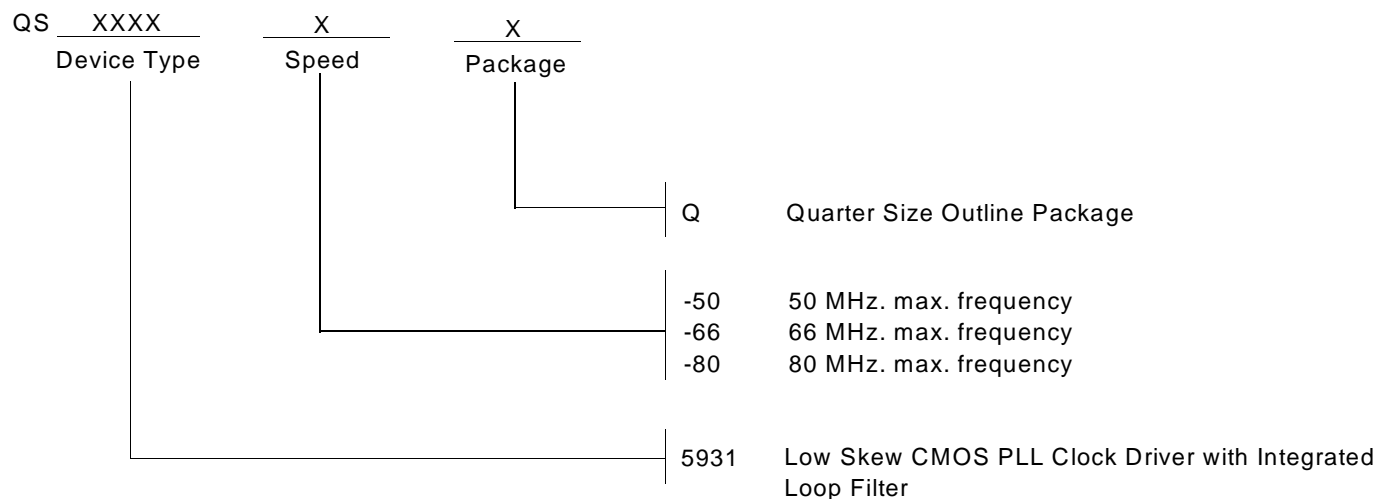 QS XXXX X X
Device Type Speed Package
Q Quarter Size Outline Package
-50 50 MHz. max. frequency
-66 66 MHz. max. frequency
-80 80 MHz. max. frequency
5931 Low Skew CMOS PLL Clock Driver with Integrated
Loop Filter